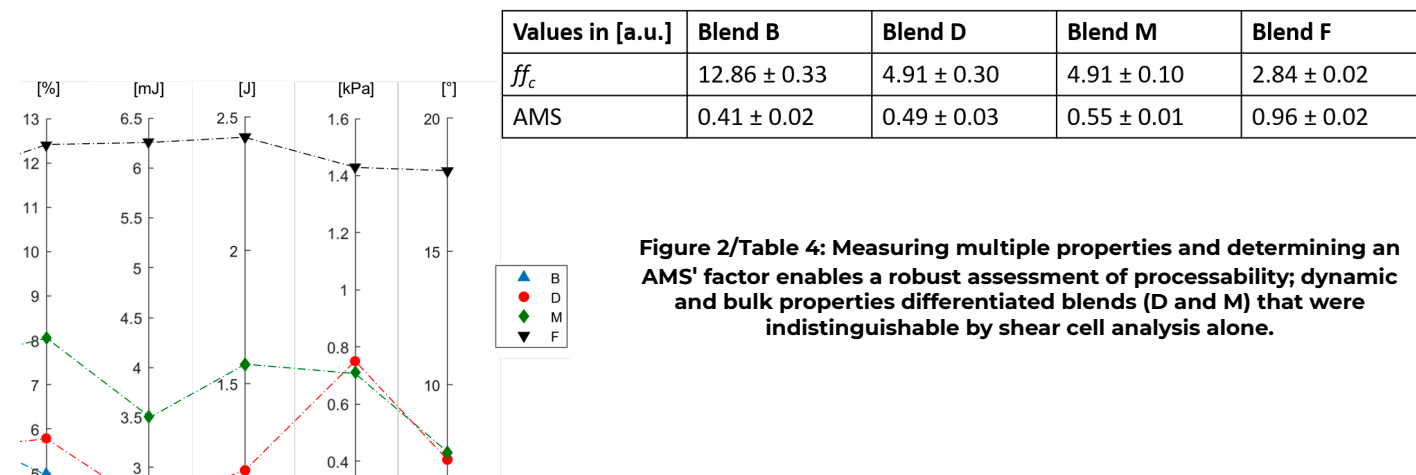 Values in [a.u.] Blend B Blend D Blend M Blend F
ff_c 12.86 ± 0.33 4.91 ± 0.30 4.91 ± 0.10 2.84 ± 0.02
AMS 0.41 ± 0.02 0.49 ± 0.03 0.55 ± 0.01 0.96 ± 0.02
[%] [mJ] [J] [kPa] [°]
13 6.5 2.5 1.6 20
12 6 1.4
11 5.5 1.2
10 5 2 15
9 4.5 1
8 4 0.8
7 3.5 1.5 0.6 10
6 3 0.4
5
B
D
M
F
Figure 2/Table 4: Measuring multiple properties and determining an
AMS' factor enables a robust assessment of processability; dynamic
and bulk properties differentiated blends (D and M) that were
indistinguishable by shear cell analysis alone.